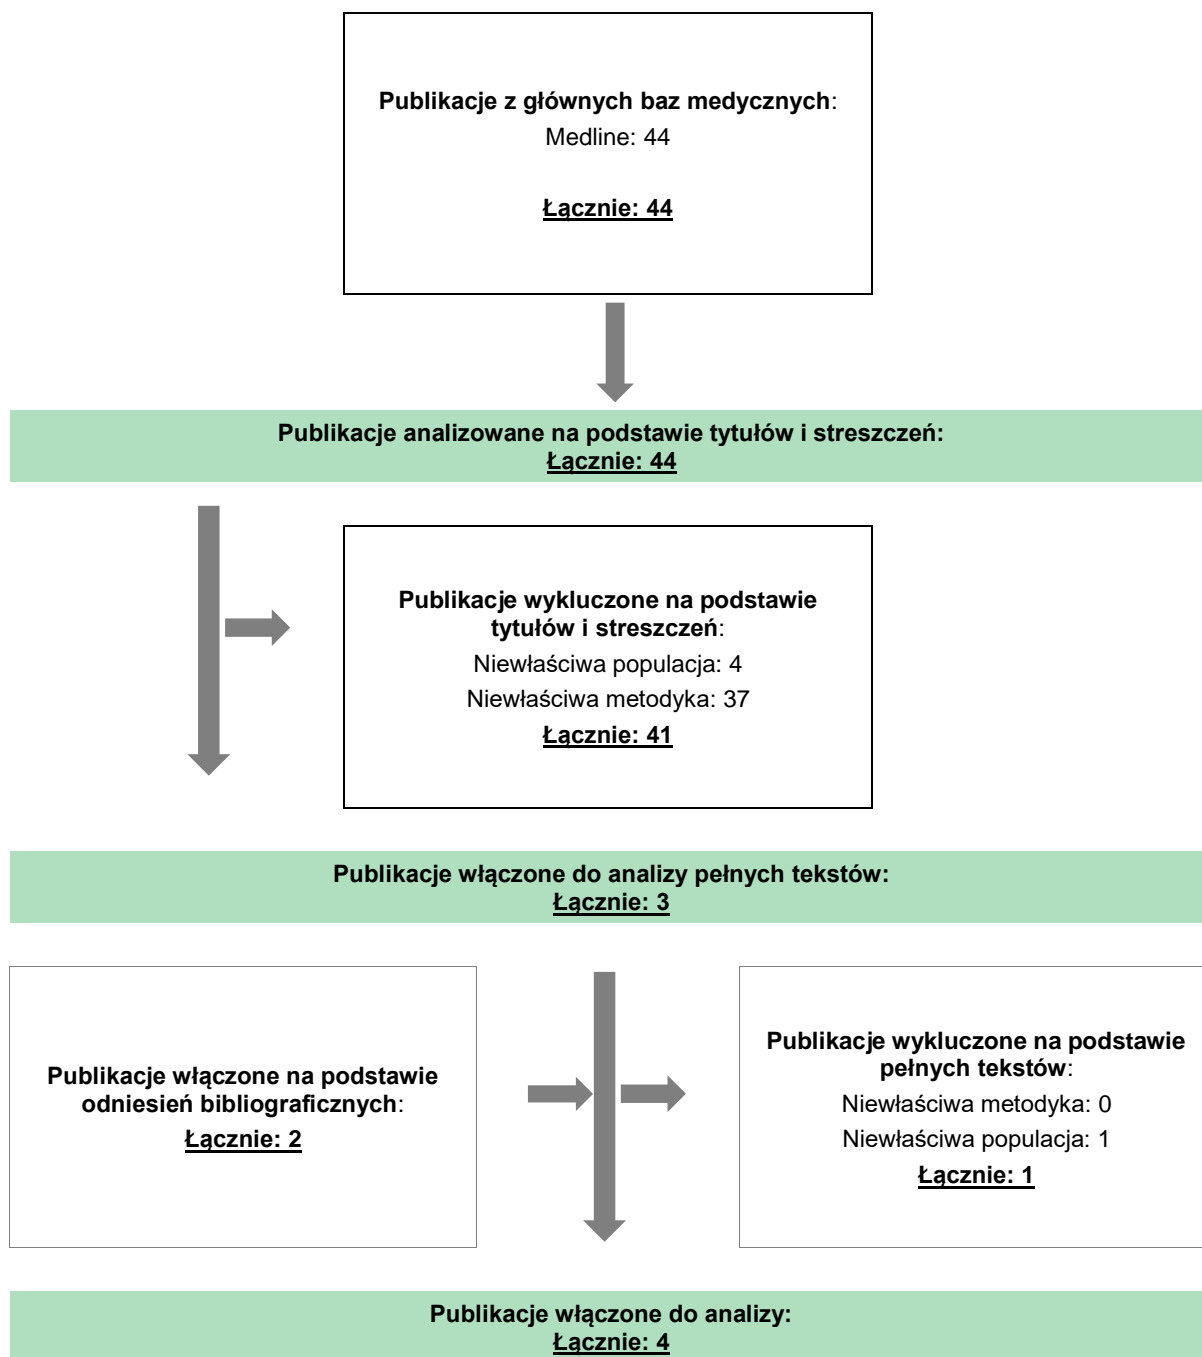 Publikacje z głównych baz medycznych:
Medline: 44
Łącznie: 44
Publikacje analizowane na podstawie tytułów i streszczeń:
Łącznie: 44
Publikacje wykluczone na podstawie
tytułów i streszczeń:
Niewłaściwa populacja: 4
Niewłaściwa metodyka: 37
Łącznie: 41
Publikacje włączone do analizy pełnych tekstów:
Łącznie: 3
Publikacje włączone na podstawie
odniesień bibliograficznych:
Łącznie: 2
Publikacje wykluczone na podstawie
pełnych tekstów:
Niewłaściwa metodyka: 0
Niewłaściwa populacja: 1
Łącznie: 1
Publikacje włączone do analizy:
Łącznie: 4